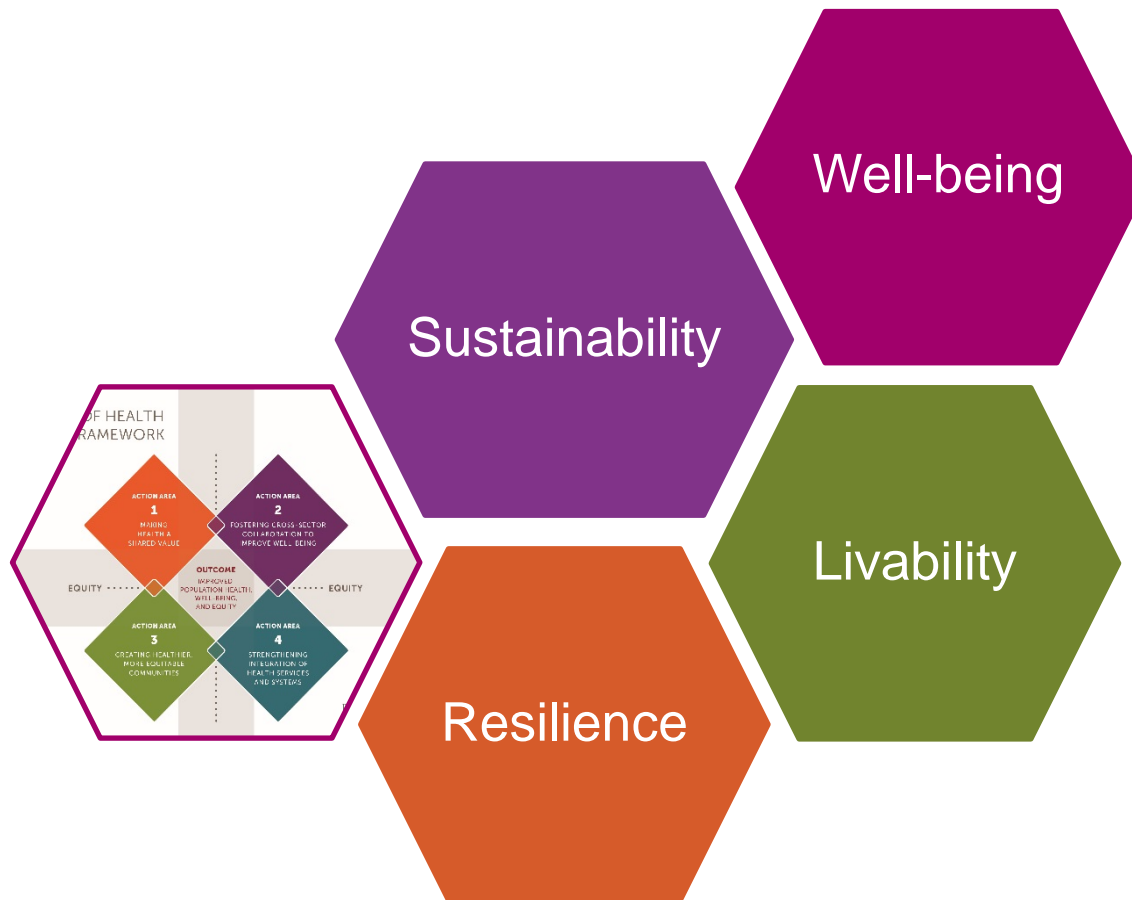 Well-being
Sustainability
Livability
Resilience
OF HEALTH
RAMEWORK
ACTION AREA
1
MAKING
HEALTH A
SHARED VALUE
ACTION AREA
2
FOSTERING CROSS-SECTOR
COLLABORATION TO
IMPROVE WELL-BEING
EQUITY
OUTCOME
IMPROVED
POPULATION HEALTH,
WELL-BEING,
AND EQUITY
EQUITY
ACTION AREA
3
CREATING HEALTHIER,
MORE EQUITABLE
COMMUNITIES
ACTION AREA
4
STRENGTHENING
INTEGRATION OF
HEALTH SERVICES
AND SYSTEMS